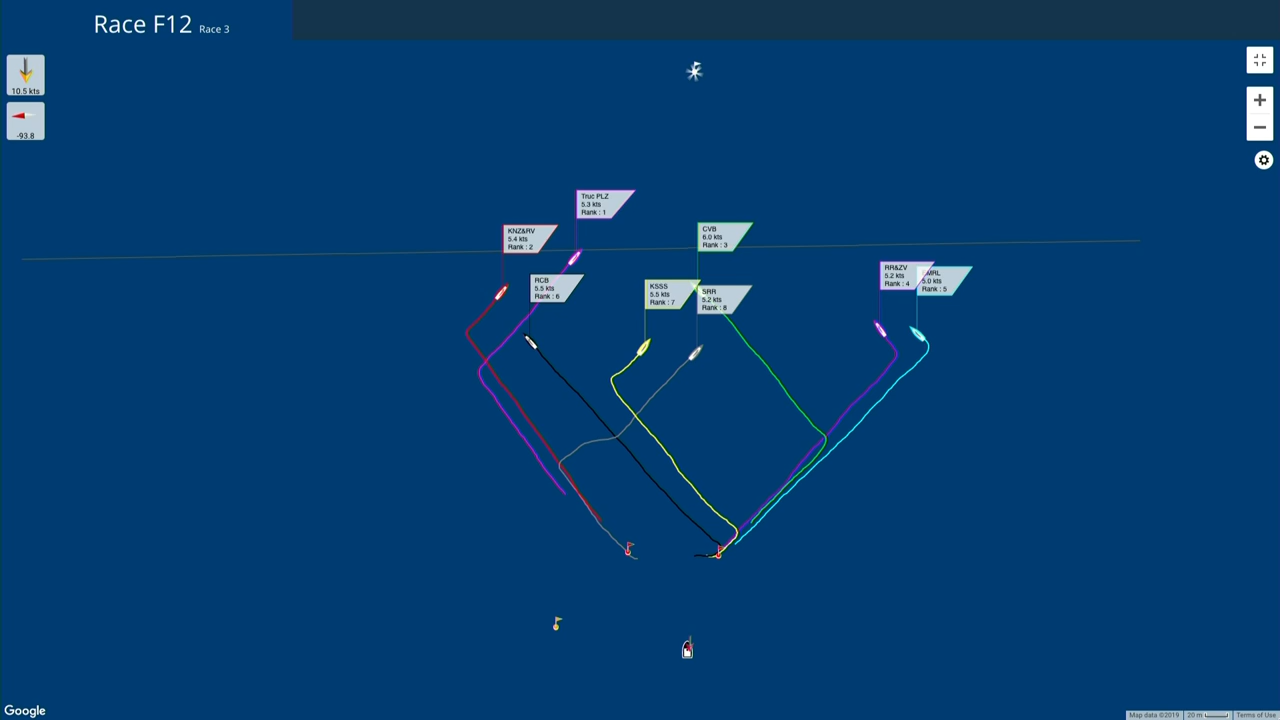 Race F12 Race 3
10.5 kts
-93.8
Truc PLZ
5.3 kts
Rank : 1
KNZ&RV
5.4 kts
Rank : 2
CVB
6.0 kts
Rank : 3
RCB
5.5 kts
Rank : 6
KSSS
5.5 kts
Rank : 7
SRR
5.2 kts
Rank : 8
RR&ZV
5.2 kts
Rank : 4
MRL
5.0 kts
Rank : 5
Google
Map data ©2019
20 m
Terms of Use